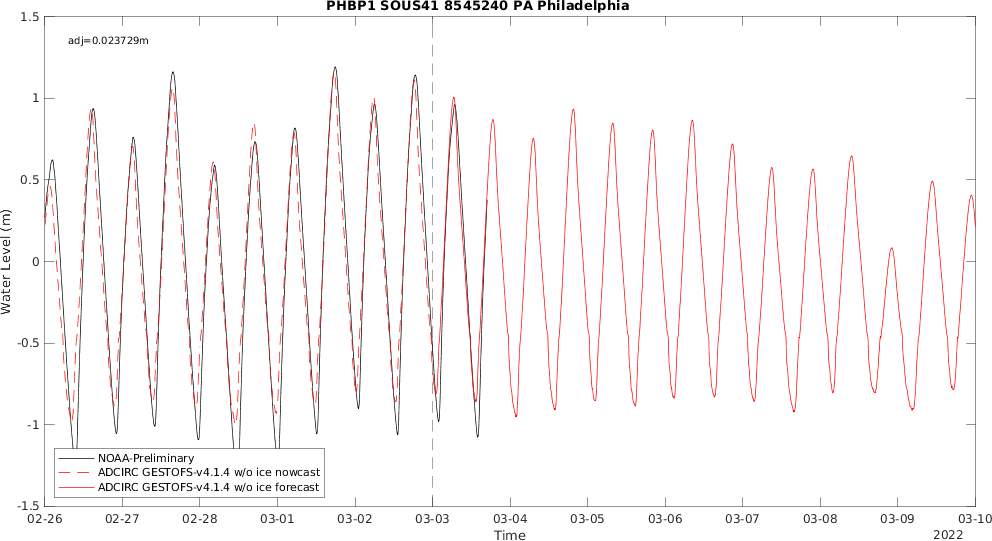 PHBP1 SOUS41 8545240 PA Philadelphia
adj=0.023729m
Water Level (m)
1.5
1
0.5
0
-0.5
-1
-1.5
NOAA-Preliminary
ADCIRC GESTOFS-v4.1.4 w/o ice nowcast
ADCIRC GESTOFS-v4.1.4 w/o ice forecast
02-26 02-27 02-28 03-01 03-02 03-03 03-04 03-05 03-06 03-07 03-08 03-09 03-10
Time
2022